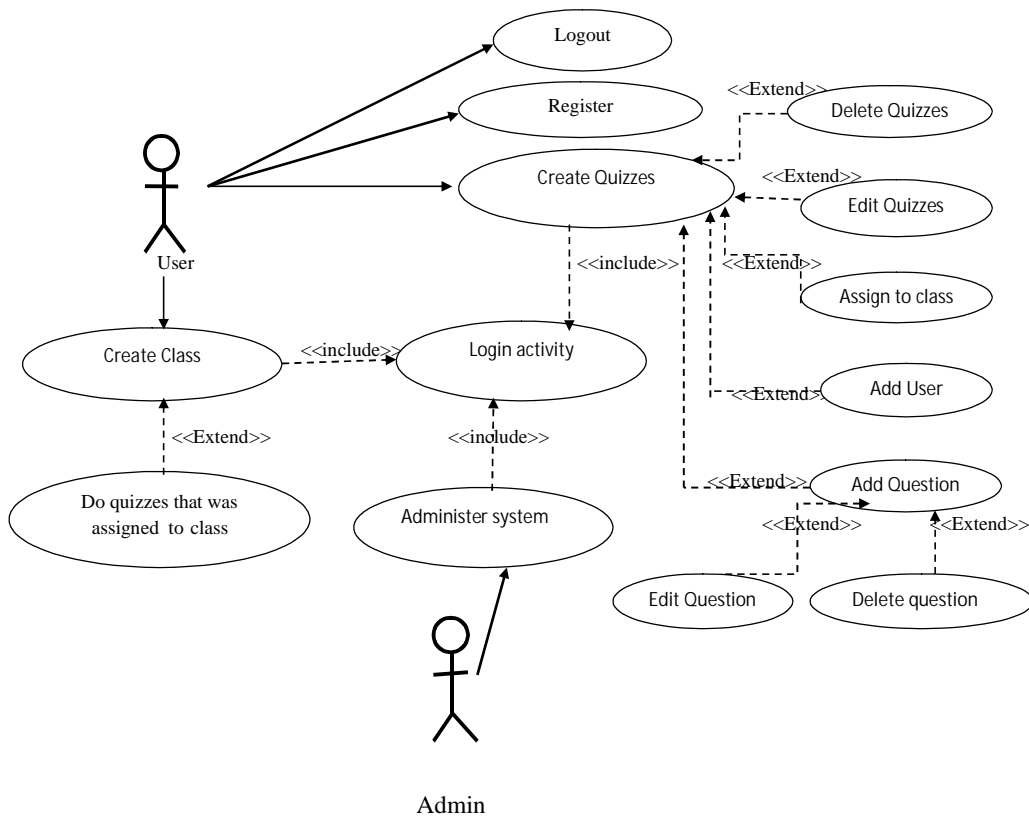 Logout
<<Extend>>
Register
Delete Quizzes
Create Quizzes
<<Extend>>
Edit Quizzes
User
<<include>>
<<Extend>>
Assign to class
Create Class
<<include>>
Login activity
Add User
<<Extend>>
<<Extend>>
<<include>>
Do quizzes that was
assigned to class
Administer system
<<Extend>>
Add Question
<<Extend>>
<<Extend>>
Edit Question
Delete question
Admin